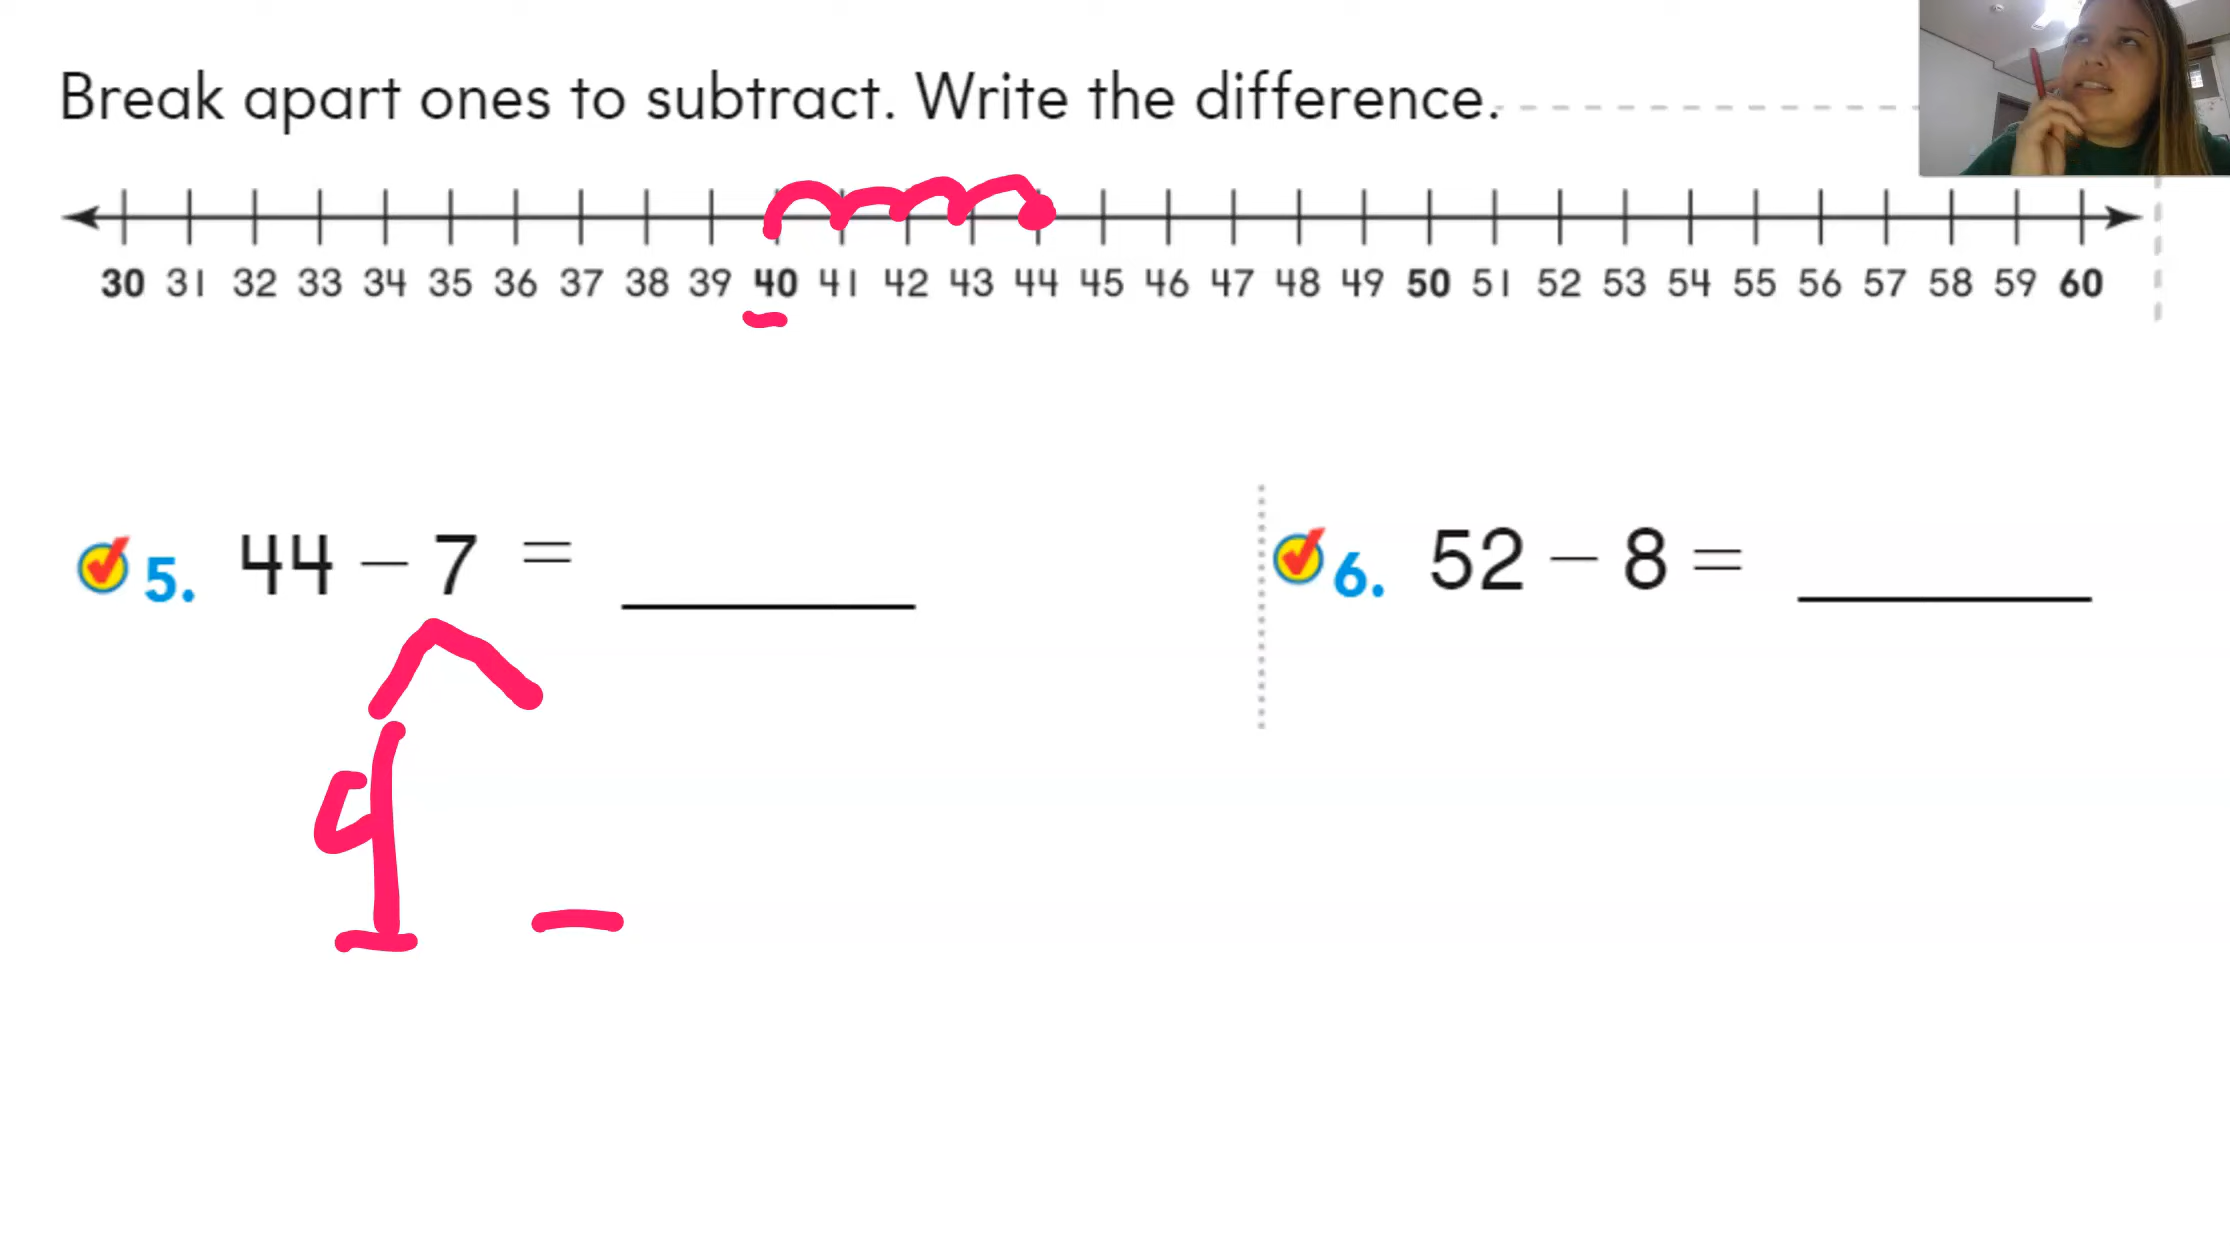 Break apart ones to subtract. Write the difference.
30 31 32 33 34 35 36 37 38 39 40 41 42 43 44 45 46 47 48 49 50 51 52 53 54 55 56 57 58 59 60
5. 44 − 7 = ______
6. 52 − 8 = ______
4